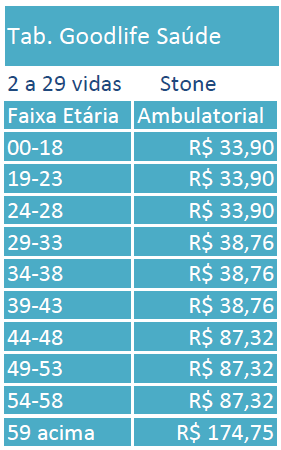 Tab. Goodlife Saúde
2 a 29 vidas Stone
Faixa Etária Ambulatorial
00-18 R$ 33,90
19-23 R$ 33,90
24-28 R$ 33,90
29-33 R$ 38,76
34-38 R$ 38,76
39-43 R$ 38,76
44-48 R$ 87,32
49-53 R$ 87,32
54-58 R$ 87,32
59 acima R$ 174,75